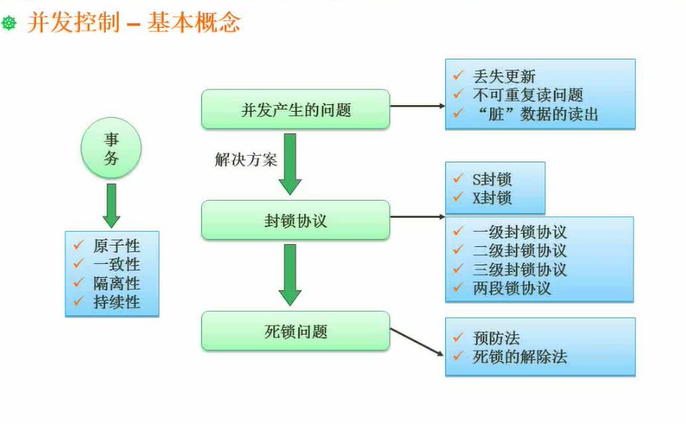 并发控制 – 基本概念
事
务
原子性
一致性
隔离性
持续性
并发产生的问题
丢失更新
不可重复读问题
“脏”数据的读出
解决方案
封锁协议
S封锁
X封锁
一级封锁协议
二级封锁协议
三级封锁协议
两段锁协议
死锁问题
预防法
死锁的解除法